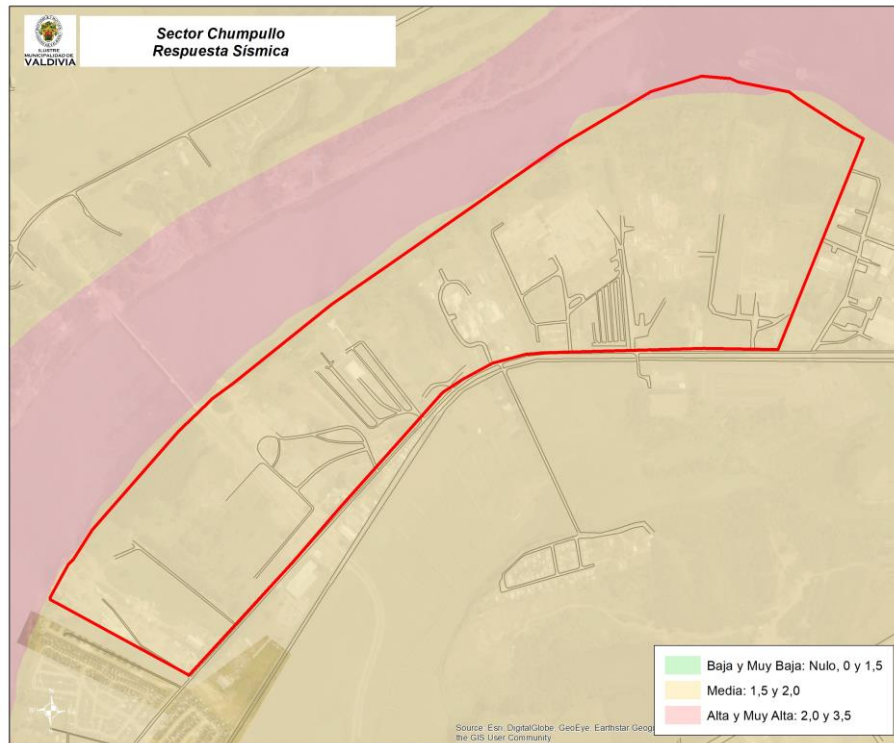 ILUSTRE
MUNICIPALIDAD DE
VALDIVIA
Sector Chumpullo
Respuesta Sísmica
Baja y Muy Baja: Nulo, 0 y 1,5
Media: 1,5 y 2,0
Alta y Muy Alta: 2,0 y 3,5
Source: Esri, DigitalGlobe, GeoEye, Earthstar Geogr
the GIS User Community